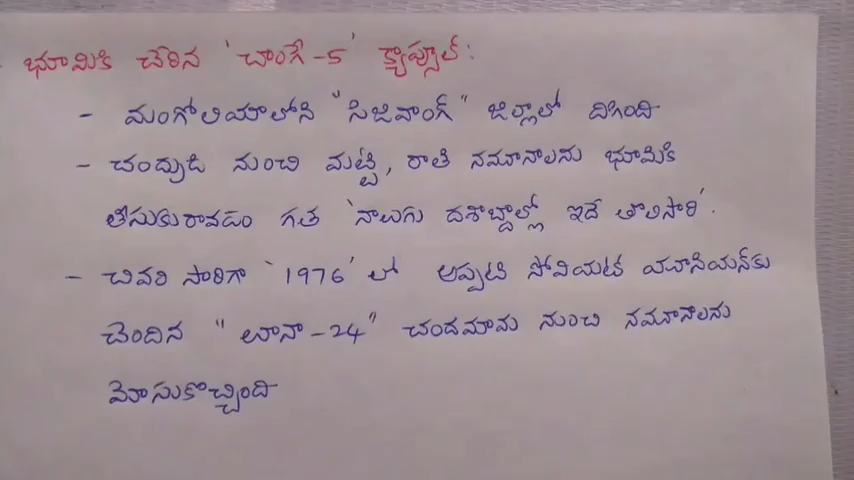 - భూమికి చేరిన 'చాంగే-5' క్యాప్సూల్:
- మంగోలియాలోని "సిజివాంగ్" జిల్లాలో దిగింది
- చంద్రుడి నుంచి మట్టి, రాతి నమూనాలను భూమికి
తీసుకురావడం గత 'నాలుగు దశాబ్దాల్లో ఇదే తొలిసారి'.
- చివరి సారిగా '1976' లో అప్పటి సోవియట్ యూనియన్‌కు
చెందిన "లూనా-24" చందమామ నుంచి నమూనాలను
మోసుకొచ్చింది